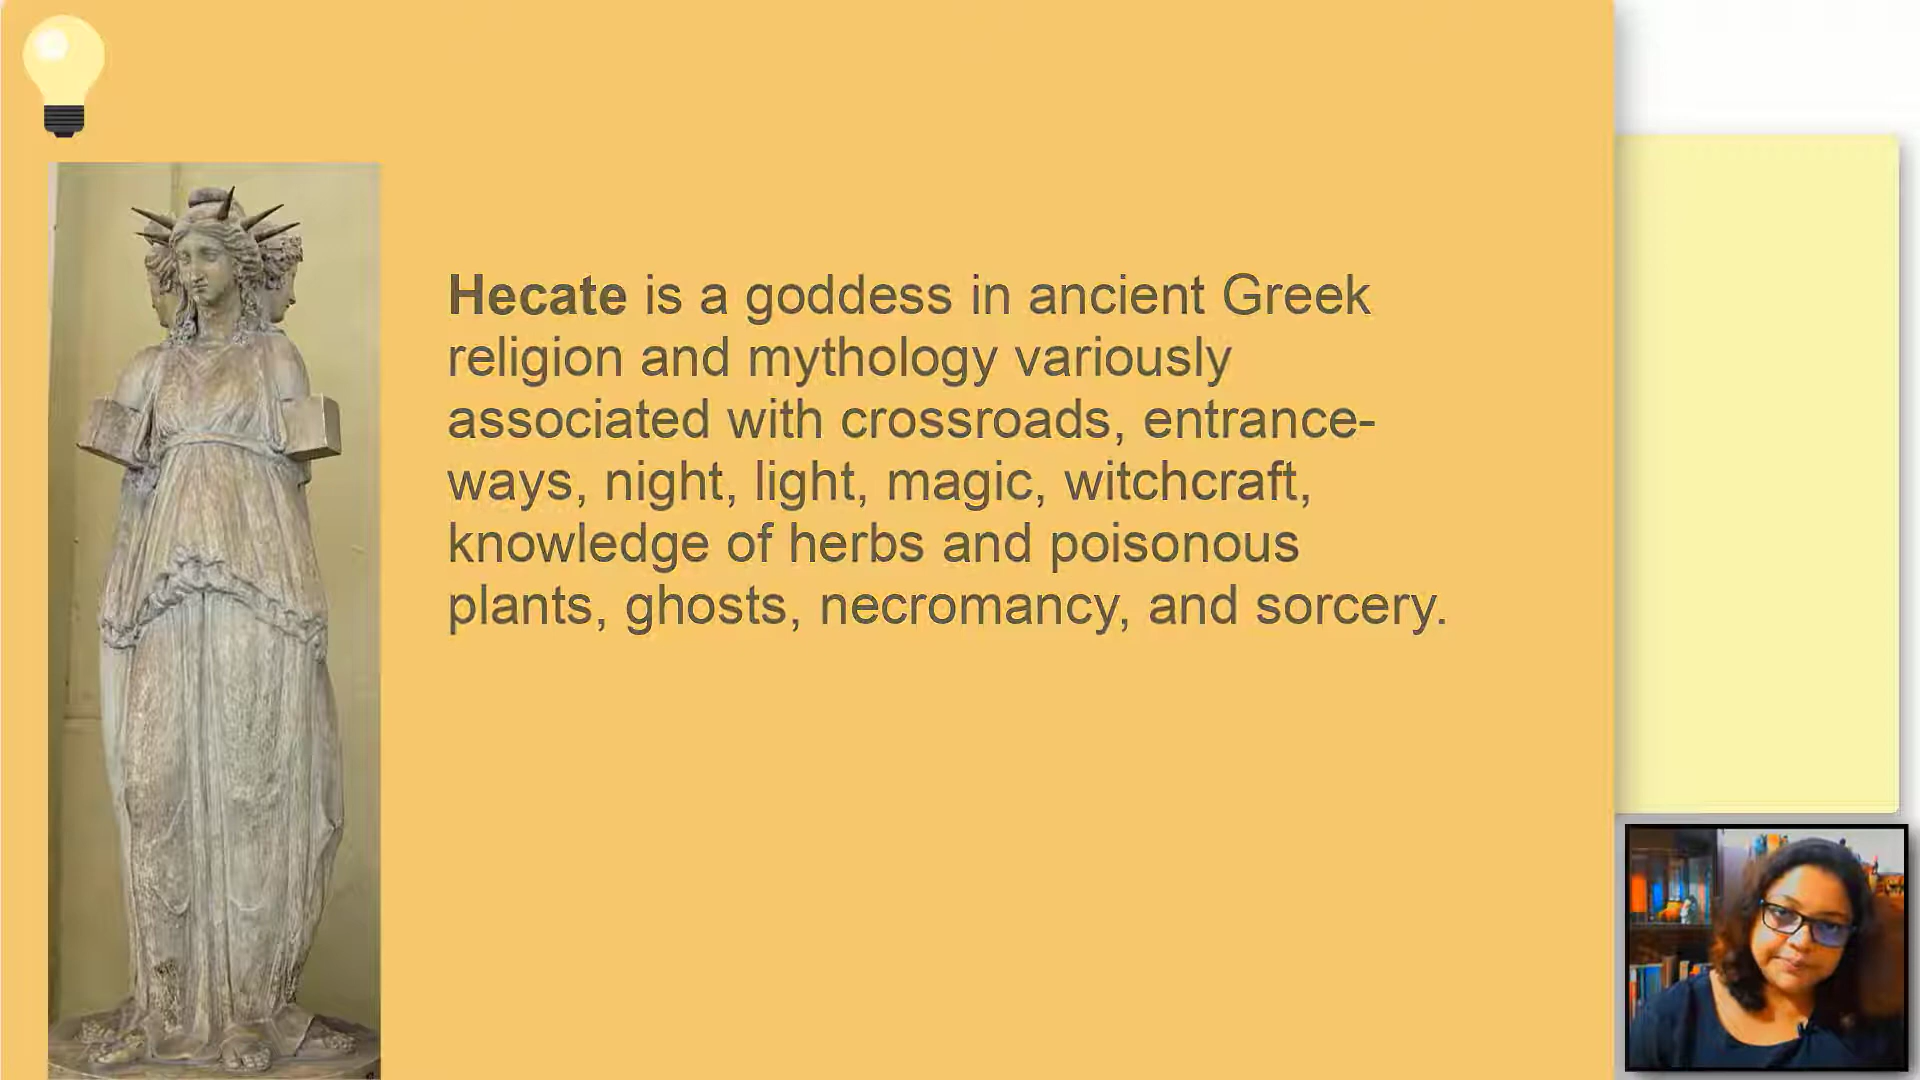 Hecate is a goddess in ancient Greek
religion and mythology variously
associated with crossroads, entrance-
ways, night, light, magic, witchcraft,
knowledge of herbs and poisonous
plants, ghosts, necromancy, and sorcery.